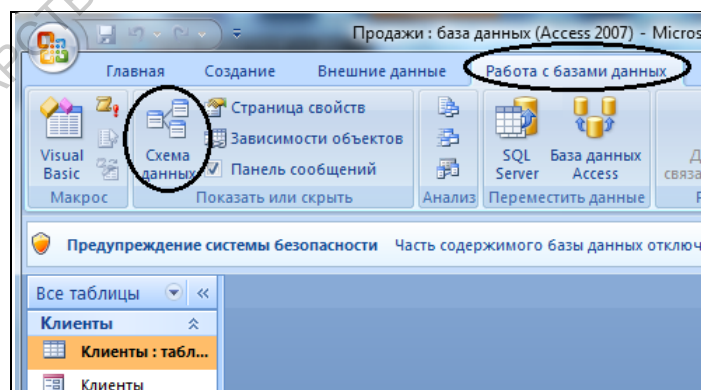 Продажи : база данных (Access 2007) - Micros
Главная Создание Внешние данные Работа с базами данных
Visual Basic
Схема данных
Страница свойств
Зависимости объектов
Панель сообщений
SQL Server
База данных Access
Макрос Показать или скрыть Анализ Переместить данные
Предупреждение системы безопасности Часть содержимого базы данных отключ
Все таблицы
Клиенты
Клиенты : табл...
Клиенты